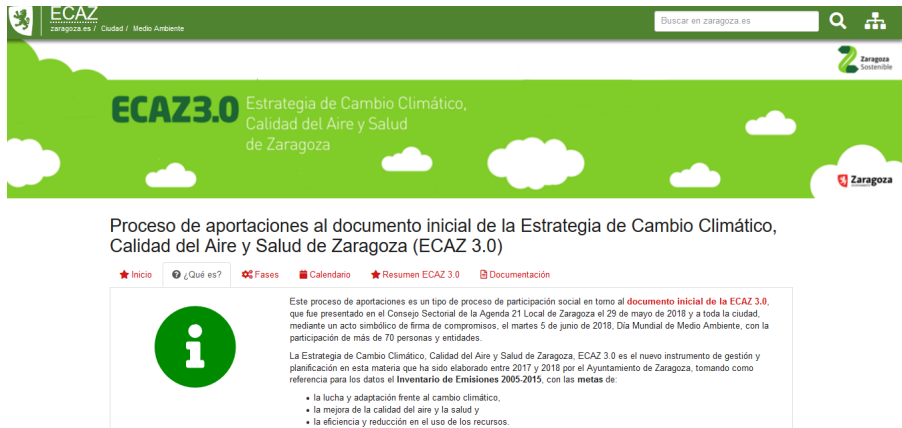 ECAZ
zaragoza.es / Ciudad / Medio Ambiente
Buscar en zaragoza.es
Zaragoza
Sostenible
ECAZ3.0
Estrategia de Cambio Climático,
Calidad del Aire y Salud
de Zaragoza
Zaragoza
Proceso de aportaciones al documento inicial de la Estrategia de Cambio Climático,
Calidad del Aire y Salud de Zaragoza (ECAZ 3.0)
Inicio ¿Qué es? Fases Calendario Resumen ECAZ 3.0 Documentación
Este proceso de aportaciones es un tipo de proceso de participación social en torno al documento inicial de la ECAZ 3.0,
que fue presentado en el Consejo Sectorial de la Agenda 21 Local de Zaragoza el 29 de mayo de 2018 y a toda la ciudad,
mediante un acto simbólico de firma de compromisos, el martes 5 de junio de 2018, Día Mundial de Medio Ambiente, con la
participación de más de 70 personas y entidades.
La Estrategia de Cambio Climático, Calidad del Aire y Salud de Zaragoza, ECAZ 3.0 es el nuevo instrumento de gestión y
planificación en esta materia que ha sido elaborado entre 2017 y 2018 por el Ayuntamiento de Zaragoza, tomando como
referencia para los datos el Inventario de Emisiones 2005-2015, con las metas de:
• la lucha y adaptación frente al cambio climático,
• la mejora de la calidad del aire y la salud y
• la eficiencia y reducción en el uso de los recursos.